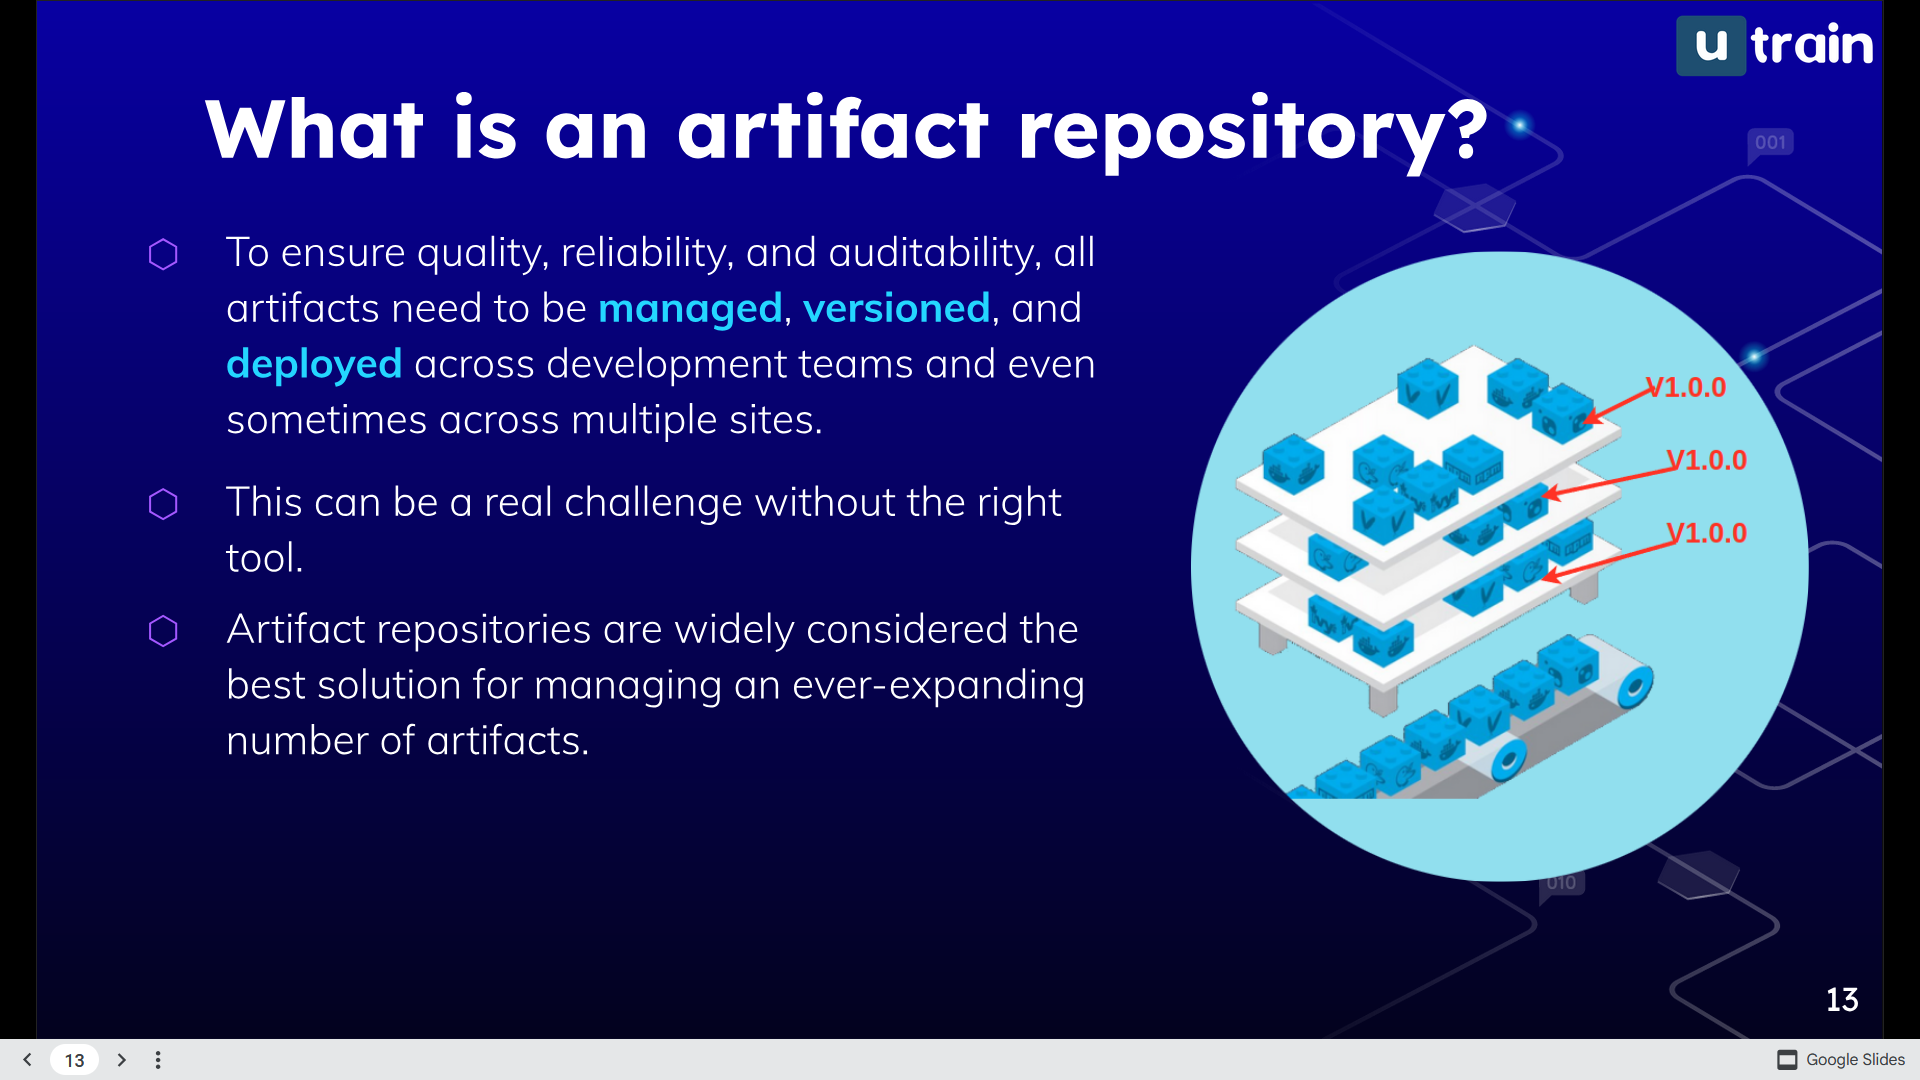 u train
What is an artifact repository?
001
To ensure quality, reliability, and auditability, all
artifacts need to be managed, versioned, and
deployed across development teams and even
sometimes across multiple sites.
This can be a real challenge without the right
tool.
Artifact repositories are widely considered the
best solution for managing an ever-expanding
number of artifacts.
V1.0.0
V1.0.0
V1.0.0
010
13
13
Google Slides